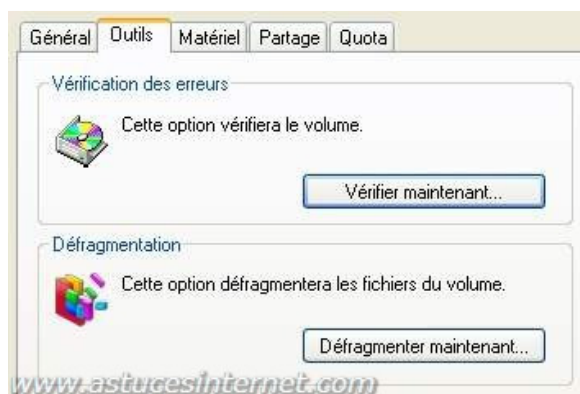 Général Outils Matériel Partage Quota
Vérification des erreurs
Cette option vérifiera le volume.
Vérifier maintenant...
Défragmentation
Cette option défragmentera les fichiers du volume.
Défragmenter maintenant...
www.astucesinternet.com